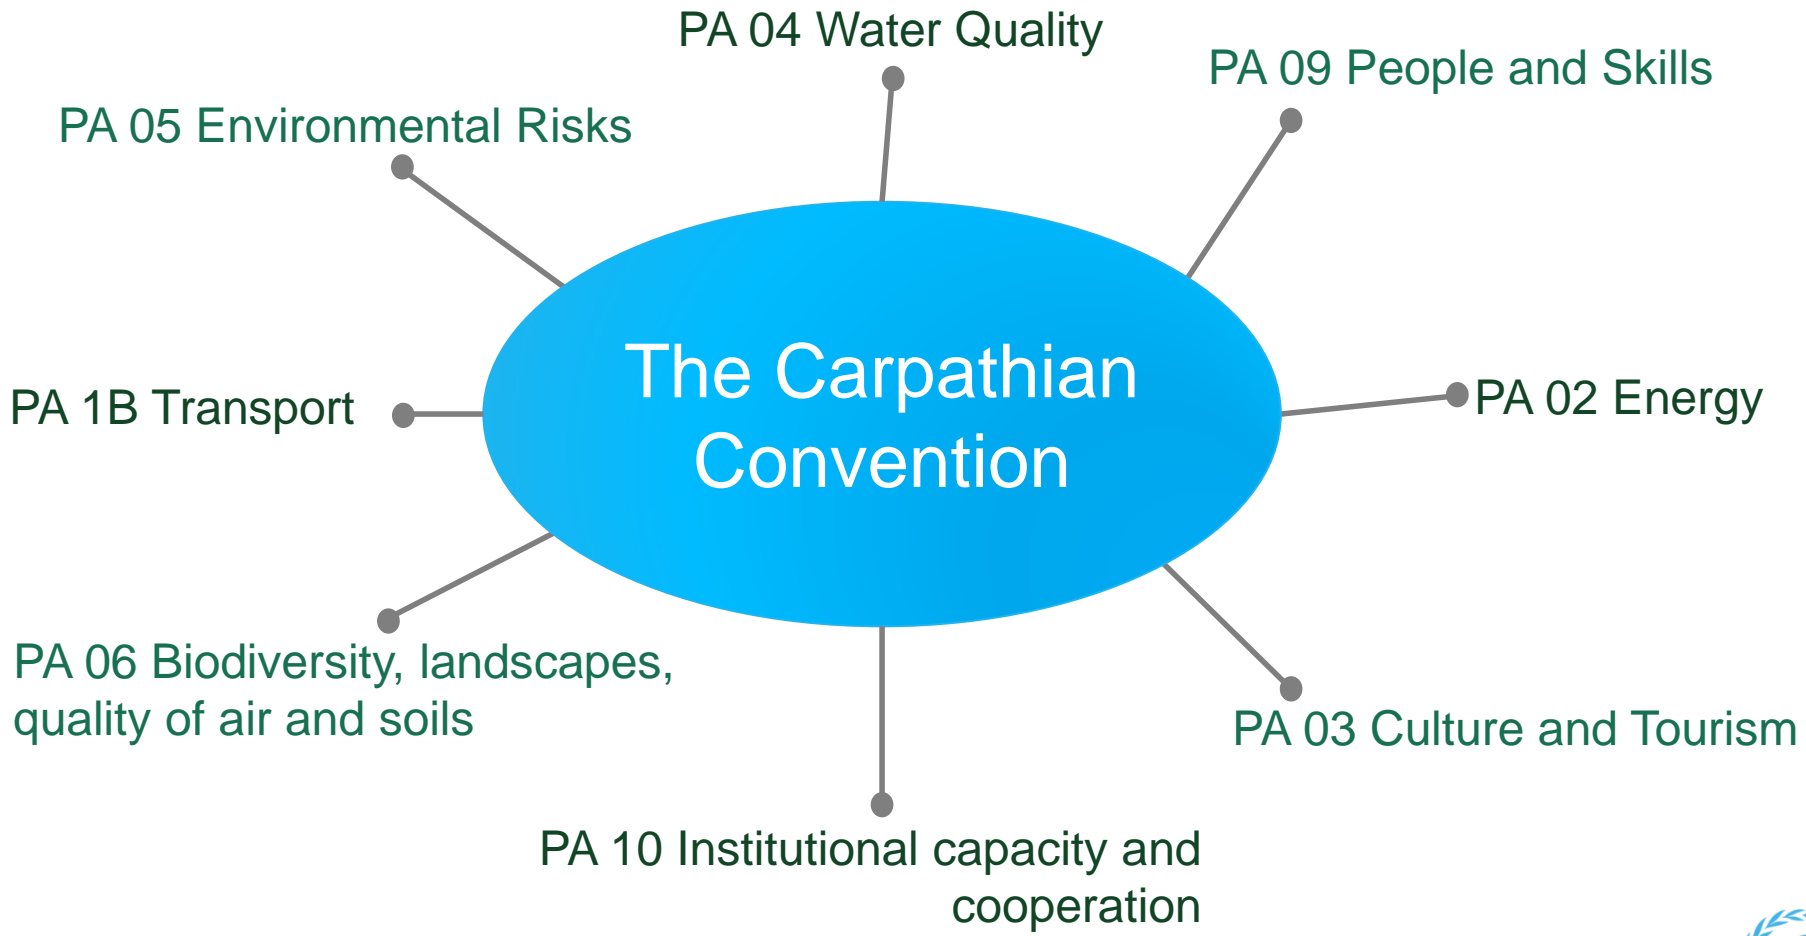 PA 04 Water Quality
PA 09 People and Skills
PA 05 Environmental Risks
The Carpathian
Convention
PA 1B Transport
PA 02 Energy
PA 06 Biodiversity, landscapes,
quality of air and soils
PA 03 Culture and Tourism
PA 10 Institutional capacity and
cooperation